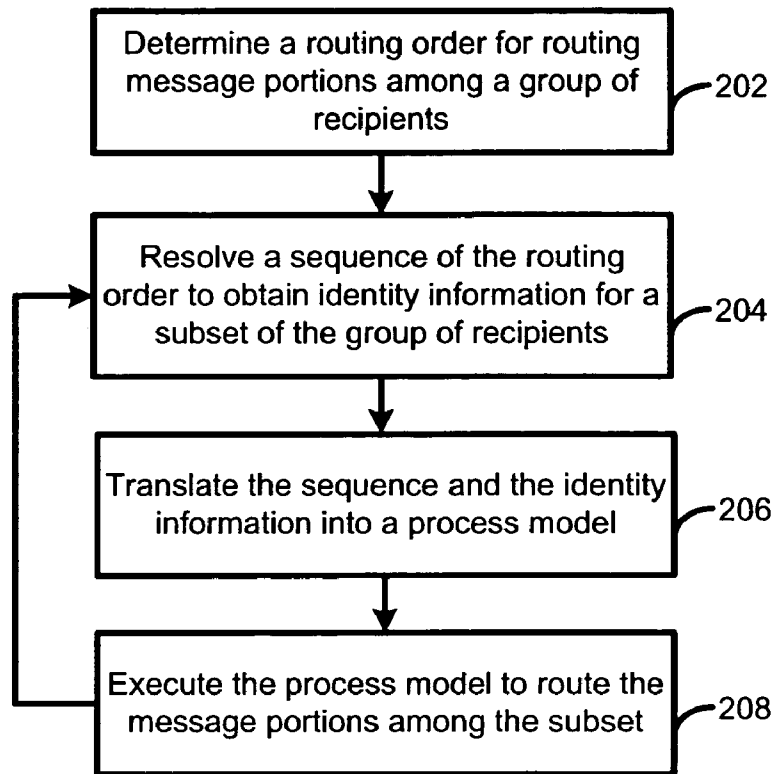 Determine a routing order for routing
message portions among a group of
recipients
202
Resolve a sequence of the routing
order to obtain identity information for a
subset of the group of recipients
204
Translate the sequence and the identity
information into a process model
206
Execute the process model to route the
message portions among the subset
208